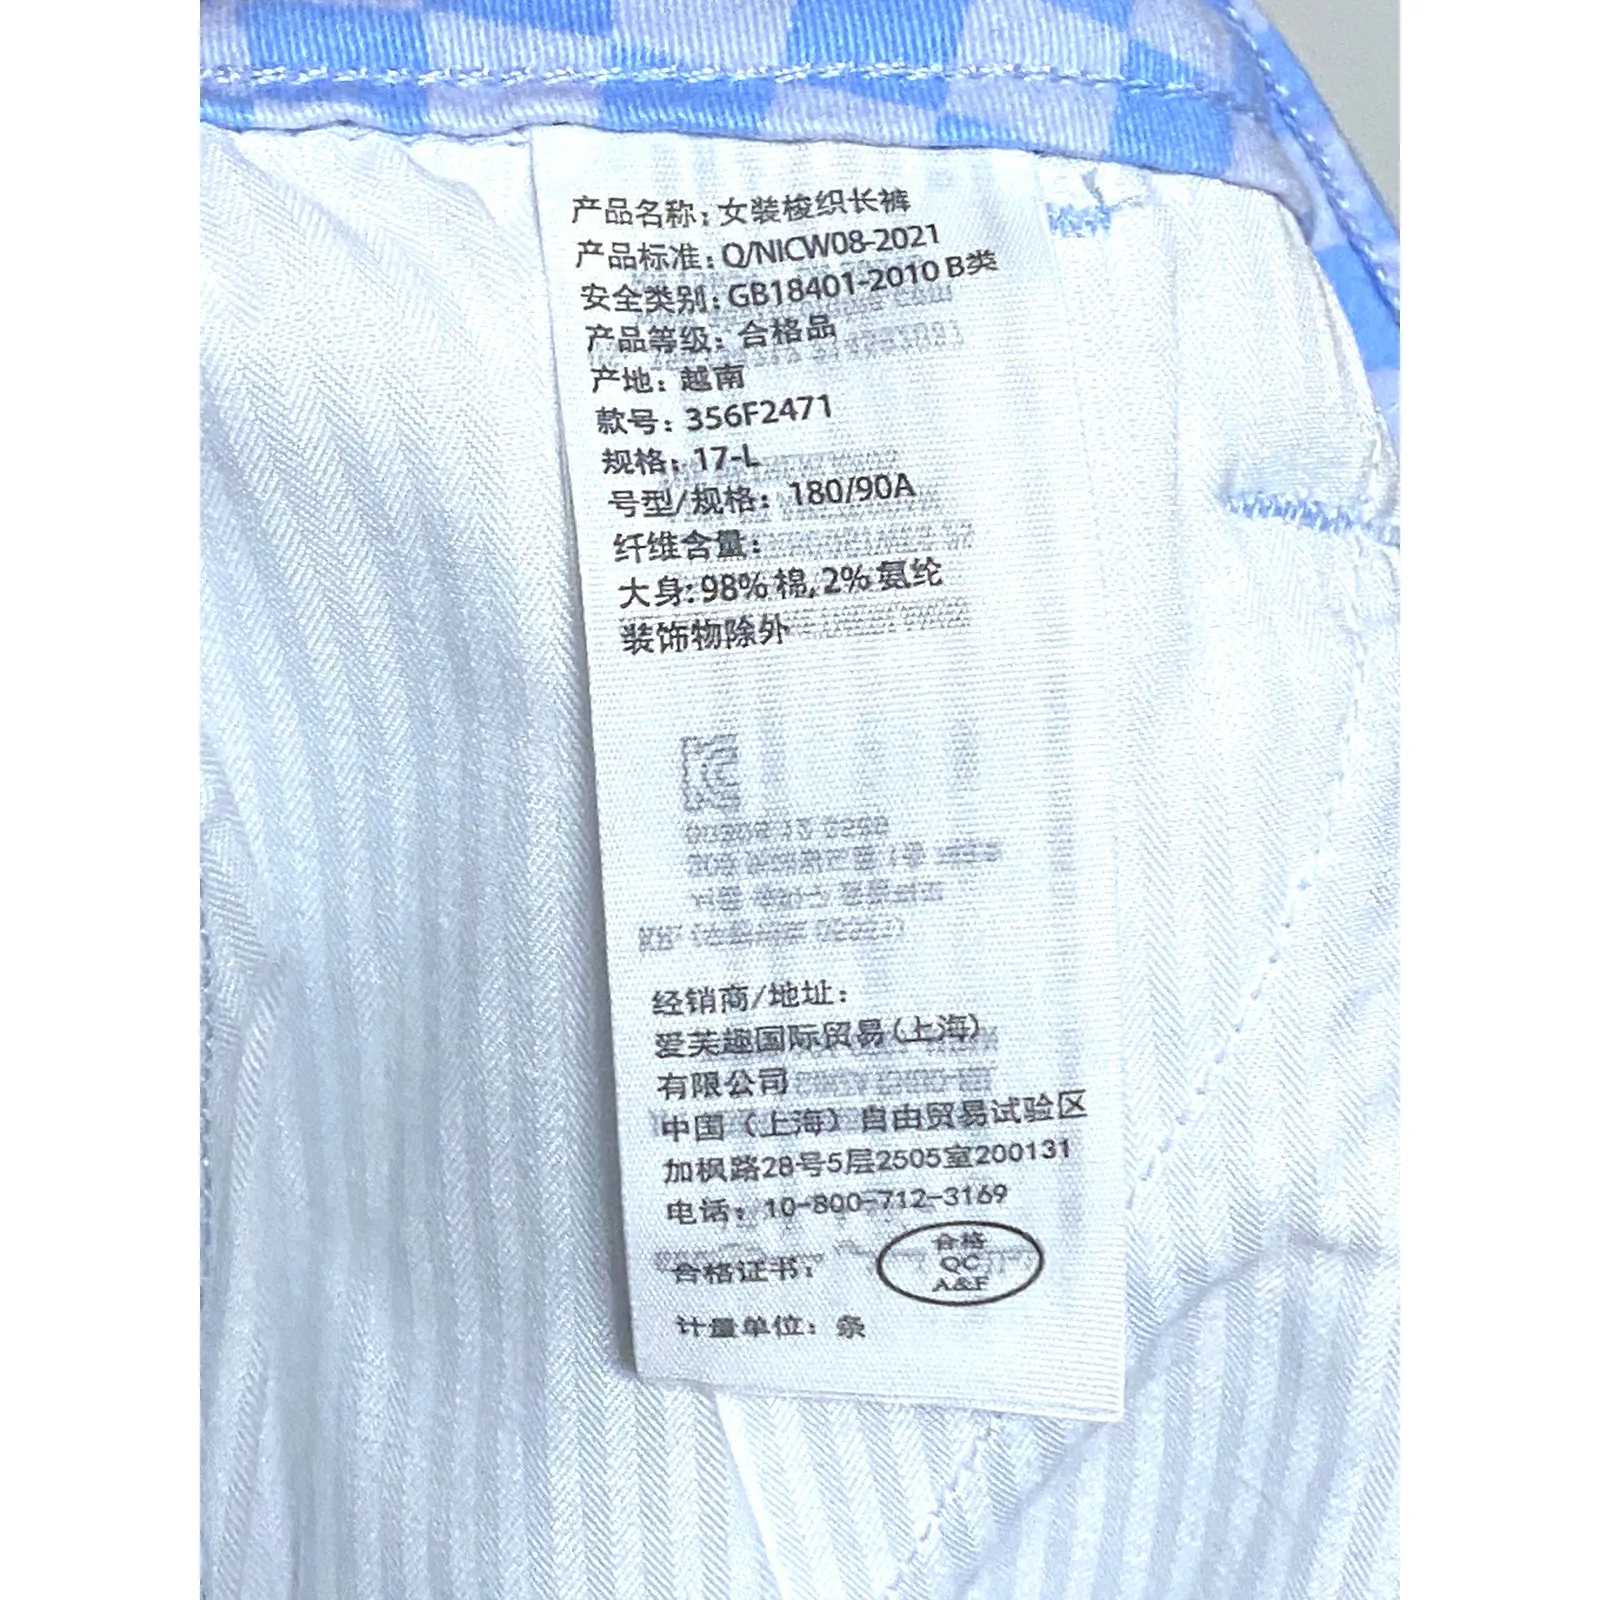 产品名称：女装梭织长裤
产品标准：Q/NICW08-2021
安全类别：GB18401-2010 B类
产品等级：合格品
产地：越南
款号：356F2471
规格：17-L
号型/规格：180/90A
纤维含量：
大身：98%棉,2%氨纶
装饰物除外
经销商/地址：
爱芙趣国际贸易(上海)
有限公司
中国（上海）自由贸易试验区
加枫路28号5层2505室200131
电话：10-800-712-3169
合格证书：
合格
QC
A&F
计量单位：条